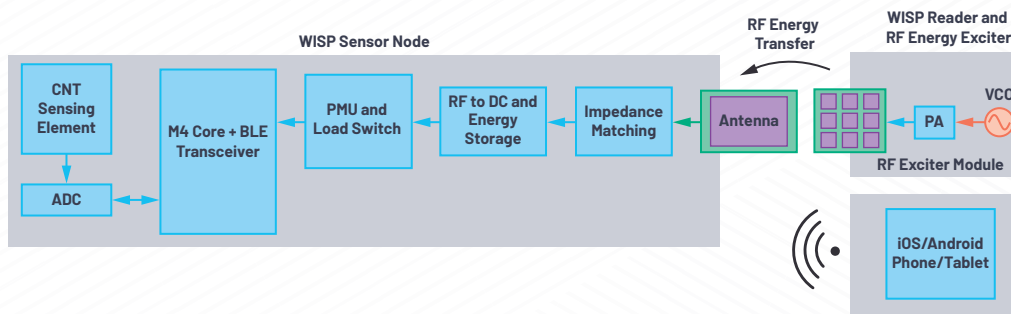 WISP Sensor Node
CNT
Sensing
Element
ADC
M4 Core + BLE
Transceiver
PMU and
Load Switch
RF to DC and
Energy
Storage
Impedance
Matching
Antenna
RF Energy
Transfer
WISP Reader and
RF Energy Exciter
VCO
PA
RF Exciter Module
iOS/Android
Phone/Tablet